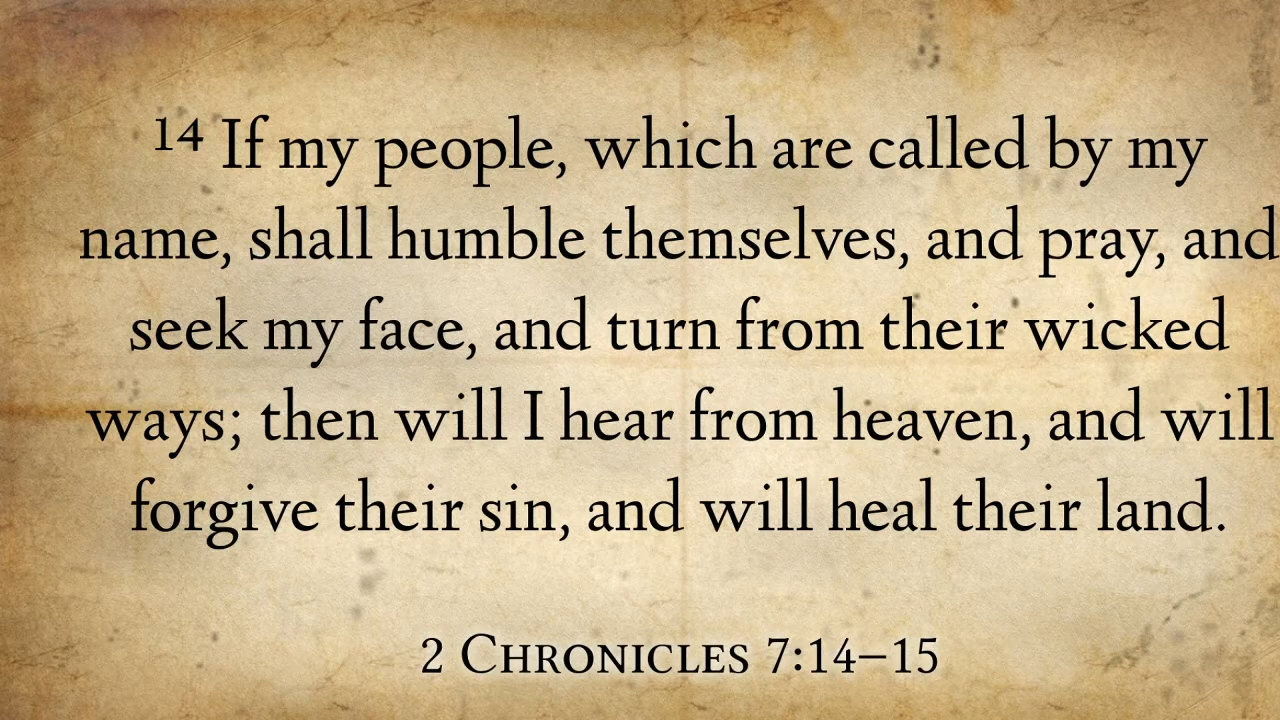 ¹⁴ If my people, which are called by my
name, shall humble themselves, and pray, and
seek my face, and turn from their wicked
ways; then will I hear from heaven, and will
forgive their sin, and will heal their land.
2 Chronicles 7:14–15